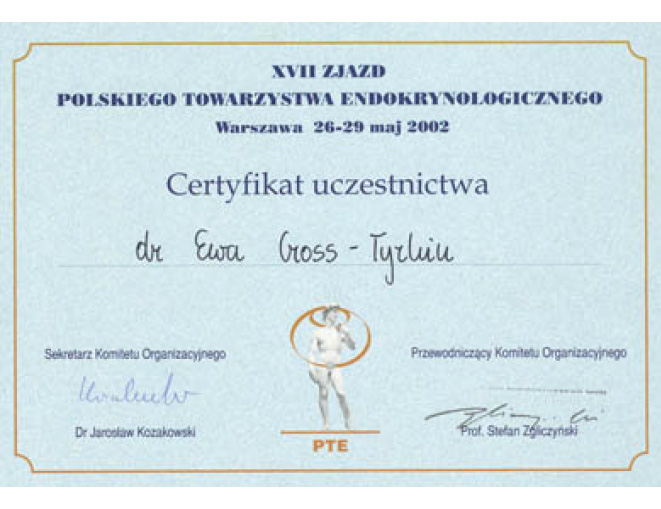 XVII ZJAZD
POLSKIEGO TOWARZYSTWA ENDOKRYNOLOGICZNEGO
Warszawa 26-29 maj 2002
Certyfikat uczestnictwa
dr Ewa Gross-Tyrkin
Sekretarz Komitetu Organizacyjnego
Przewodniczący Komitetu Organizacyjnego
Dr Jarosław Kozakowski
Prof. Stefan Zgliczyński
PTE